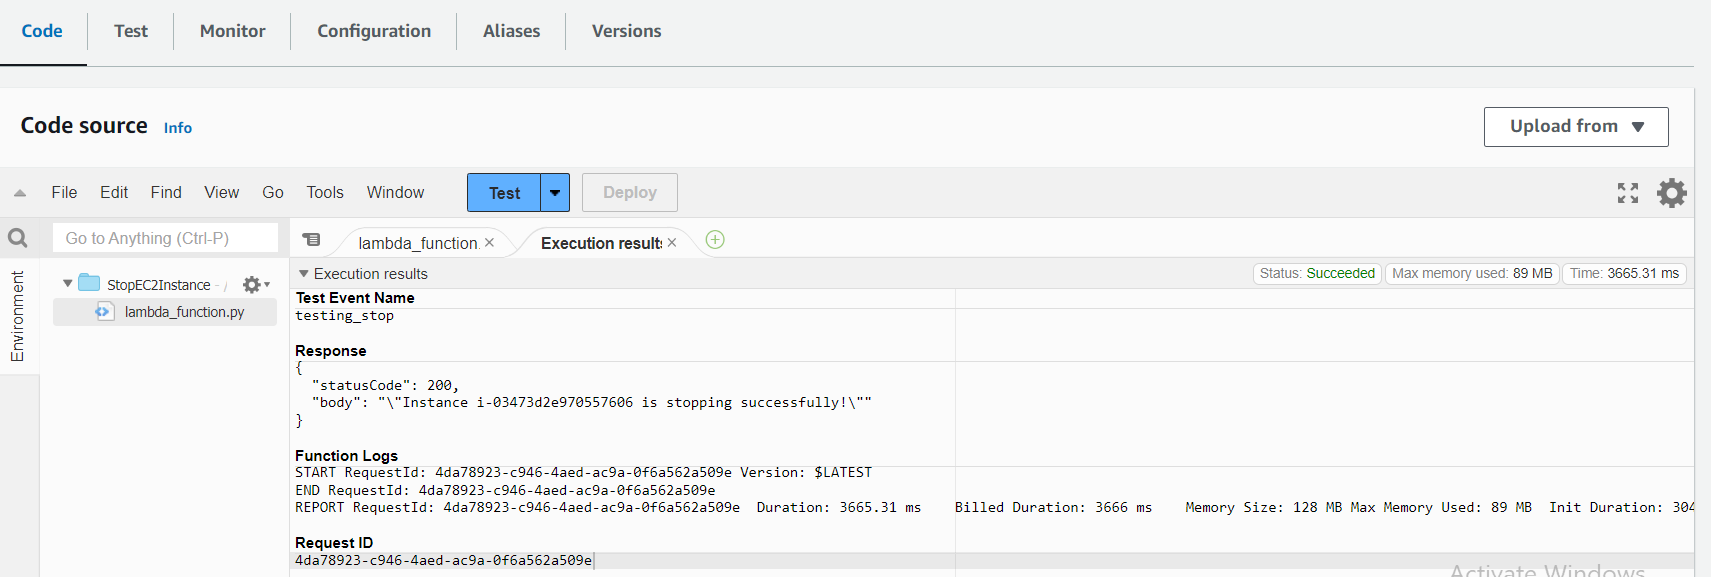 Code Test Monitor Configuration Aliases Versions
Code source Info
Upload from
File Edit Find View Go Tools Window Test Deploy
Go to Anything (Ctrl-P)
lambda_function. Execution results
Environment
Execution results
Status: Succeeded Max memory used: 89 MB Time: 3665.31 ms
StopEC2Instance - /
lambda_function.py
Test Event Name
testing_stop
Response
{
"statusCode": 200,
"body": "\"Instance i-03473d2e970557606 is stopping successfully!\""
}
Function Logs
START RequestId: 4da78923-c946-4aed-ac9a-0f6a562a509e Version: $LATEST
END RequestId: 4da78923-c946-4aed-ac9a-0f6a562a509e
REPORT RequestId: 4da78923-c946-4aed-ac9a-0f6a562a509e Duration: 3665.31 ms Billed Duration: 3666 ms Memory Size: 128 MB Max Memory Used: 89 MB Init Duration: 304
Request ID
4da78923-c946-4aed-ac9a-0f6a562a509e
Activate Windows